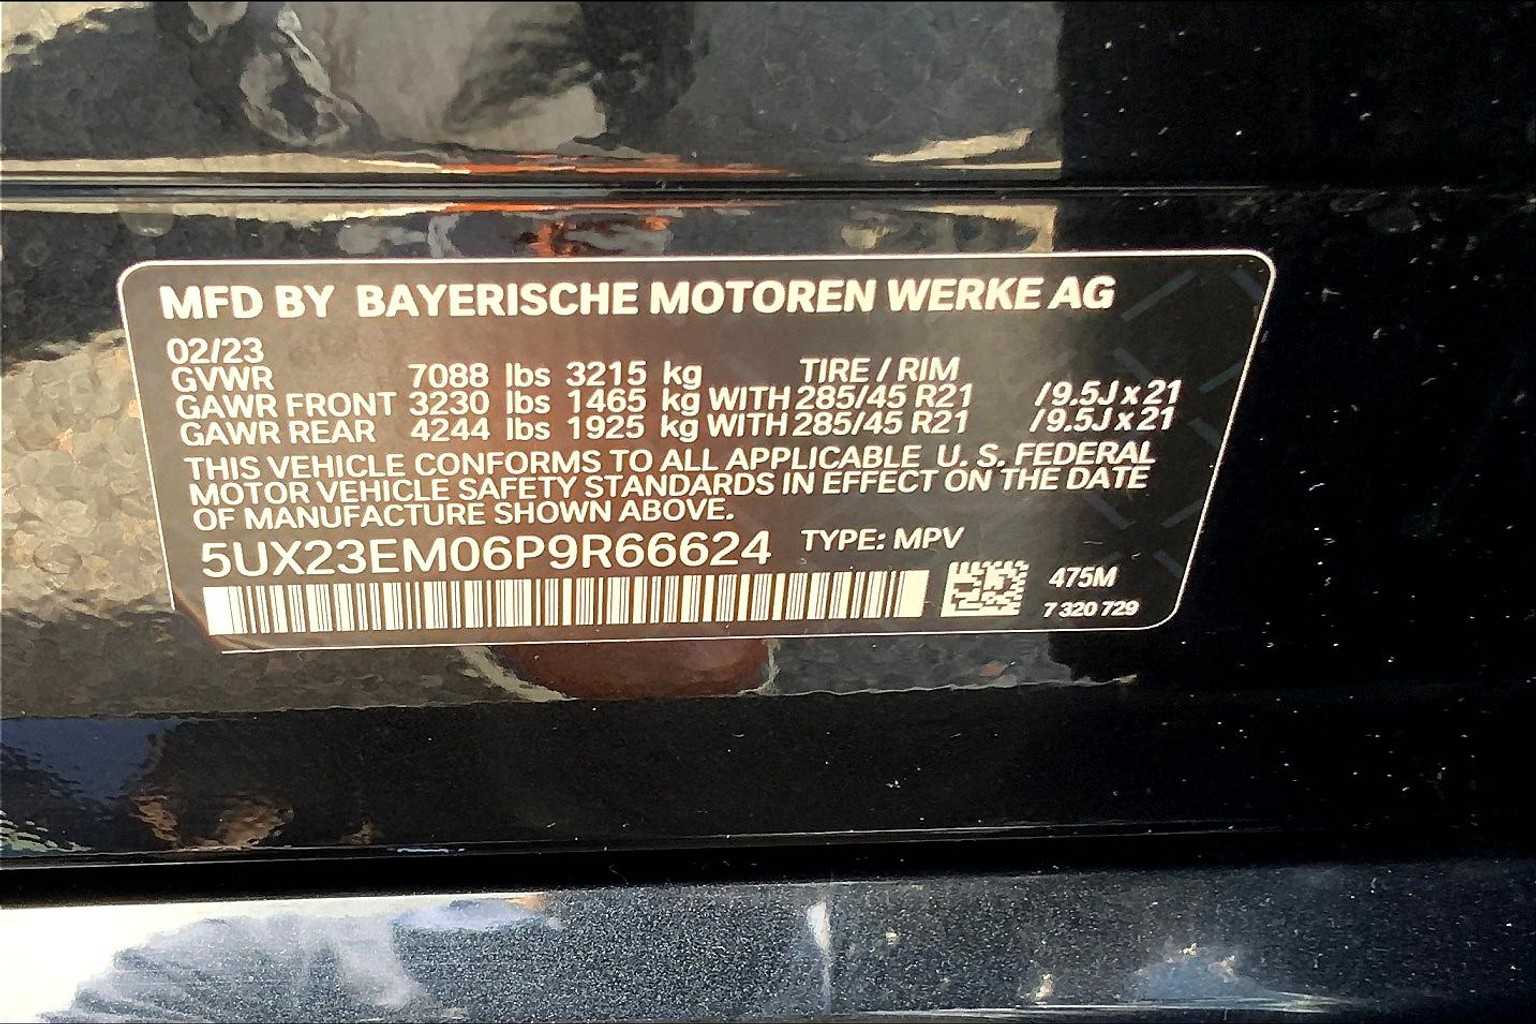 MFD BY BAYERISCHE MOTOREN WERKE AG
02/23
GVWR 7088 lbs 3215 kg TIRE / RIM
GAWR FRONT 3230 lbs 1465 kg WITH 285/45 R21 /9.5J x 21
GAWR REAR 4244 lbs 1925 kg WITH 285/45 R21 /9.5J x 21
THIS VEHICLE CONFORMS TO ALL APPLICABLE U. S. FEDERAL
MOTOR VEHICLE SAFETY STANDARDS IN EFFECT ON THE DATE
OF MANUFACTURE SHOWN ABOVE.
5UX23EM06P9R66624 TYPE: MPV
475M
7 320 729